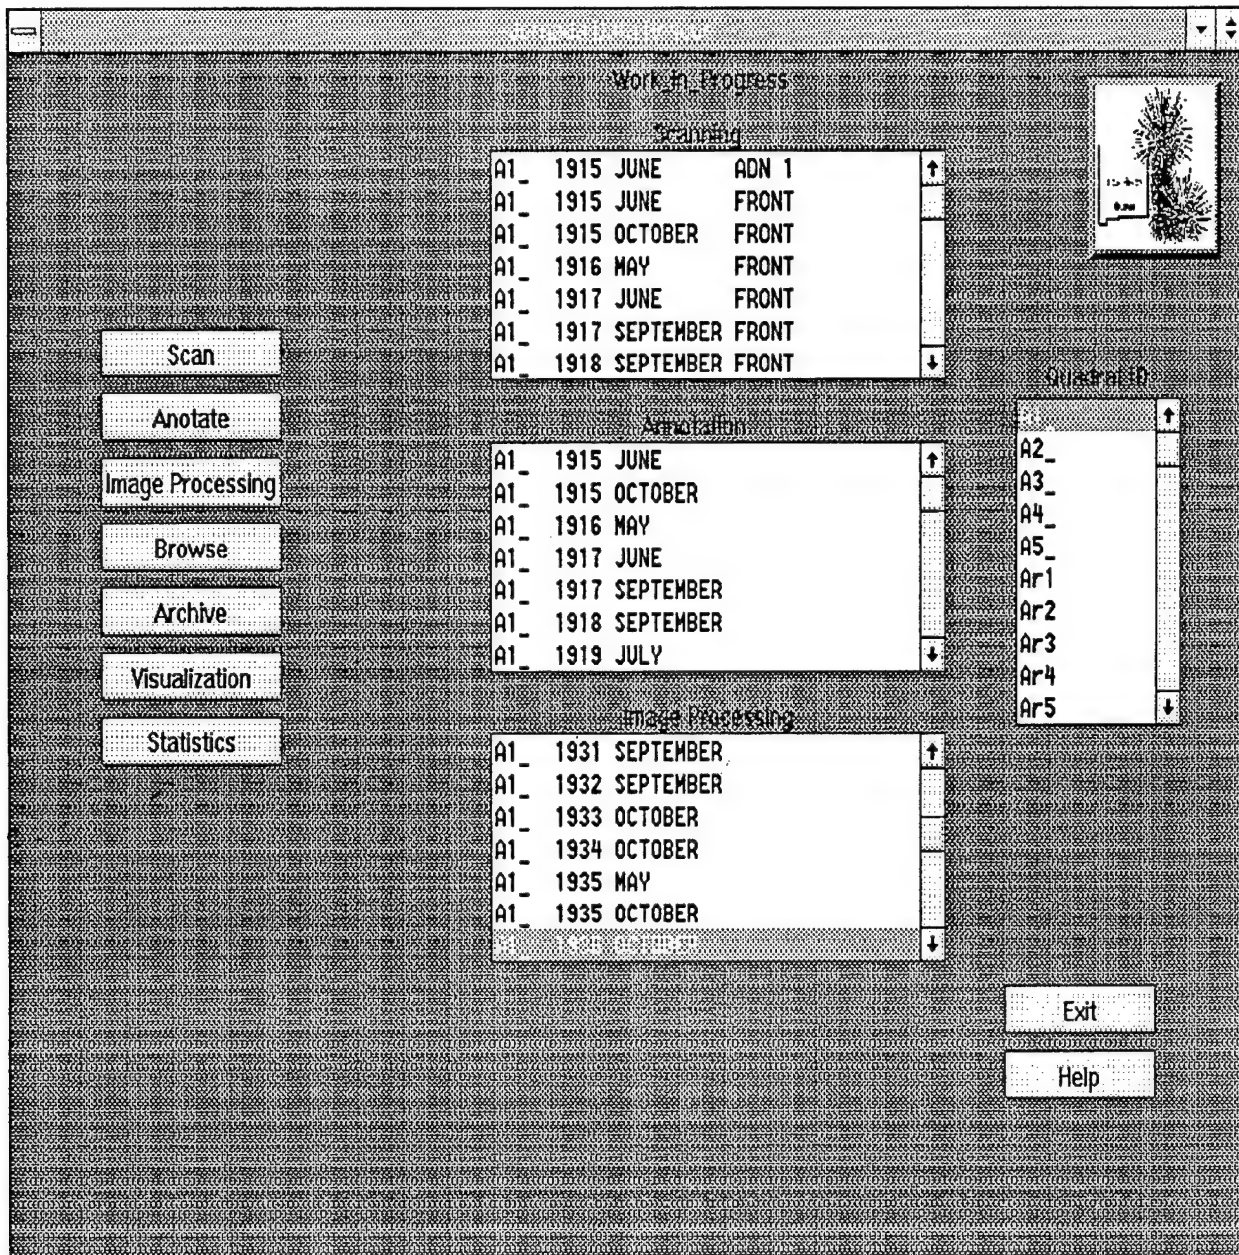 Work_In_Progress
Scanning
A1_ 1915 JUNE ADN 1
A1_ 1915 JUNE FRONT
A1_ 1915 OCTOBER FRONT
A1_ 1916 MAY FRONT
A1_ 1917 JUNE FRONT
A1_ 1917 SEPTEMBER FRONT
A1_ 1918 SEPTEMBER FRONT
Scan
Anotate
Image Processing
Browse
Archive
Visualization
Statistics
Annotation
A1_ 1915 JUNE
A1_ 1915 OCTOBER
A1_ 1916 MAY
A1_ 1917 JUNE
A1_ 1917 SEPTEMBER
A1_ 1918 SEPTEMBER
A1_ 1919 JULY
Image Processing
A1_ 1931 SEPTEMBER
A1_ 1932 SEPTEMBER
A1_ 1933 OCTOBER
A1_ 1934 OCTOBER
A1_ 1935 MAY
A1_ 1935 OCTOBER
OCTOBER
Quadrat ID
A2_
A3_
A4_
A5_
Ar1
Ar2
Ar3
Ar4
Ar5
Exit
Help